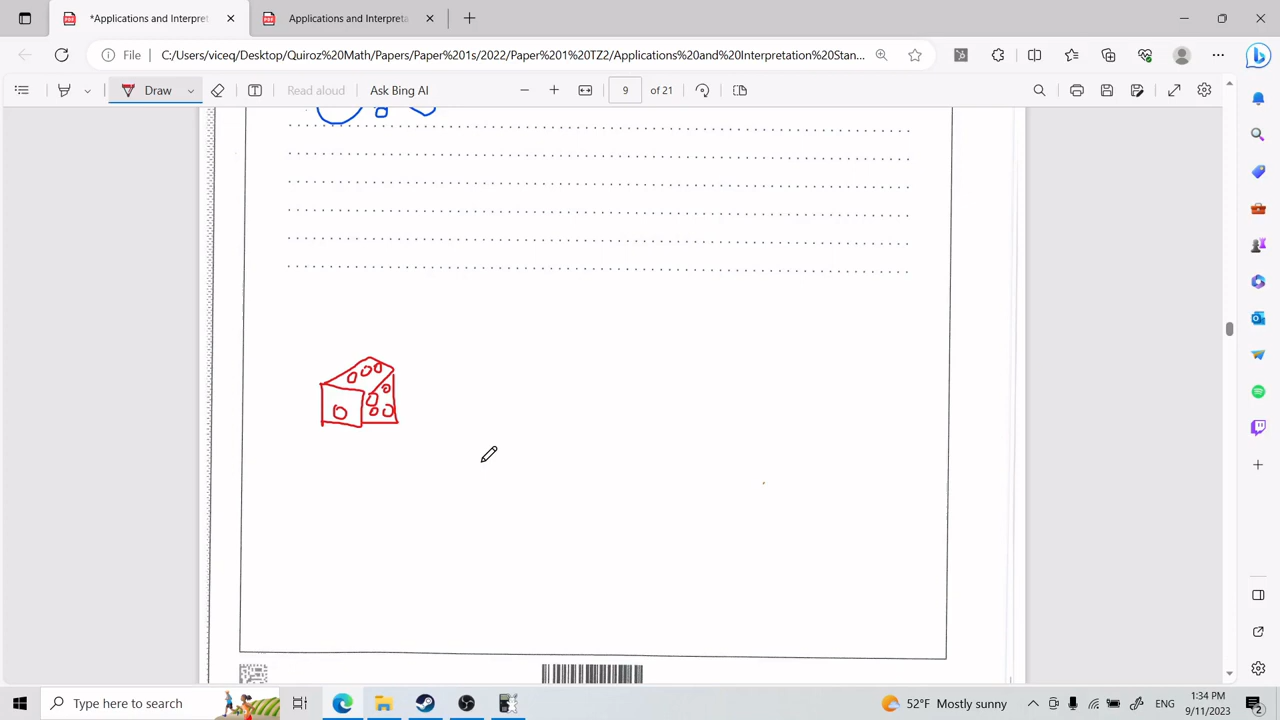 *Applications and Interpret
Applications and Interpreta
File
C:/Users/viceq/Desktop/Quiroz%20Math/Papers/Paper%201s/2022/Paper%201%20TZ2/Applications%20and%20Interpretation%20Stan...
Draw
Read aloud
Ask Bing AI
9
of 21
Type here to search
52°F Mostly sunny
ENG
1:34 PM
9/11/2023
2